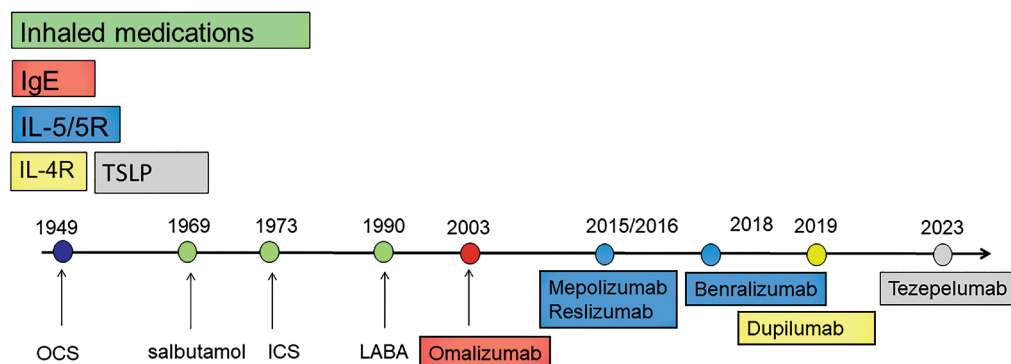 Inhaled medications
IgE
IL-5/5R
IL-4R
TSLP
1949
1969
1973
1990
2003
2015/2016
2018
2019
2023
Mepolizumab
Reslizumab
Benralizumab
Tezepelumab
Dupilumab
OCS
salbutamol
ICS
LABA
Omalizumab